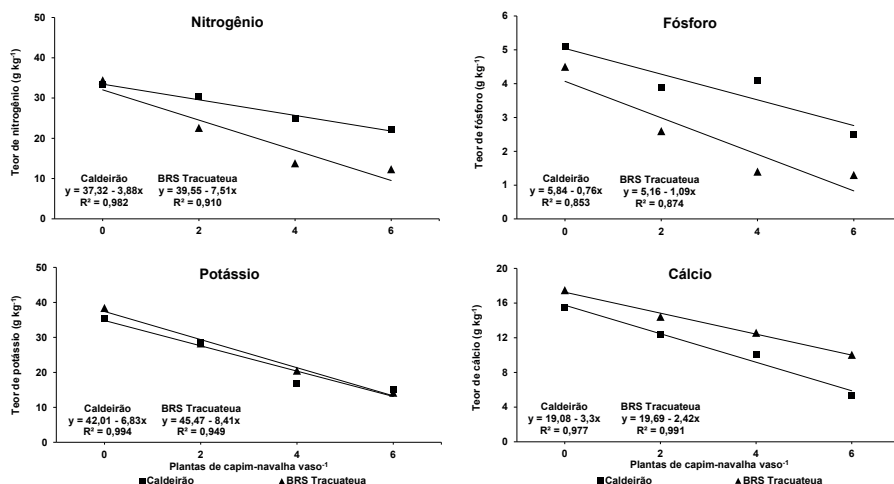 Nitrogênio
Teor de nitrogênio (g kg-1)
50
40
30
20
10
0
Caldeirão BRS Tracuateua
y = 37,32 - 3,88x y = 39,55 - 7,51x
R² = 0,982 R² = 0,910
0 2 4 6
Fósforo
Teor de fósforo (g kg-1)
6
5
4
3
2
1
0
Caldeirão BRS Tracuateua
y = 5,84 - 0,76x y = 5,16 - 1,09x
R² = 0,853 R² = 0,874
0 2 4 6
Potássio
Teor de potássio (g kg-1)
50
40
30
20
10
0
Caldeirão BRS Tracuateua
y = 42,01 - 6,83x y = 45,47 - 8,41x
R² = 0,994 R² = 0,949
0 2 4 6
Plantas de capim-navalha vaso-1
Caldeirão BRS Tracuateua
Cálcio
Teor de cálcio (g kg-1)
20
16
12
8
4
0
Caldeirão BRS Tracuateua
y = 19,08 - 3,3x y = 19,69 - 2,42x
R² = 0,977 R² = 0,991
0 2 4 6
Plantas de capim-navalha vaso-1
Caldeirão BRS Tracuateua